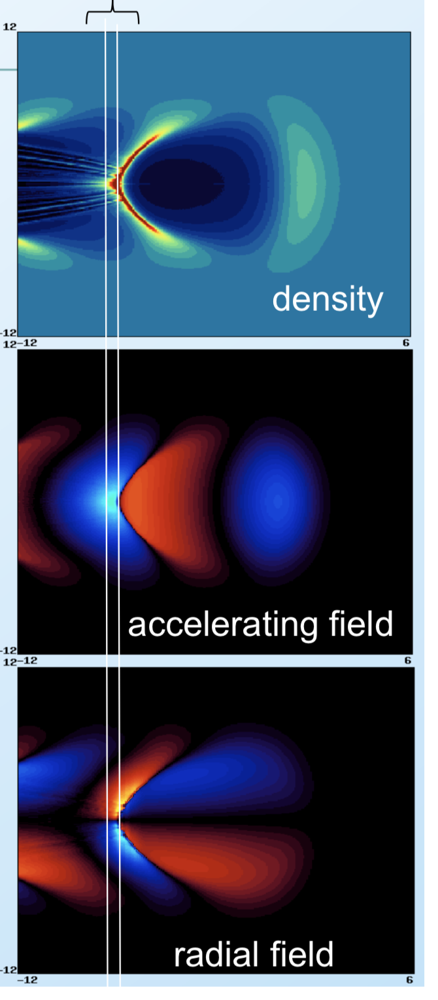 12
density
-12
12 -12 6
accelerating field
-12
12 -12 6
radial field
-12
-12 6